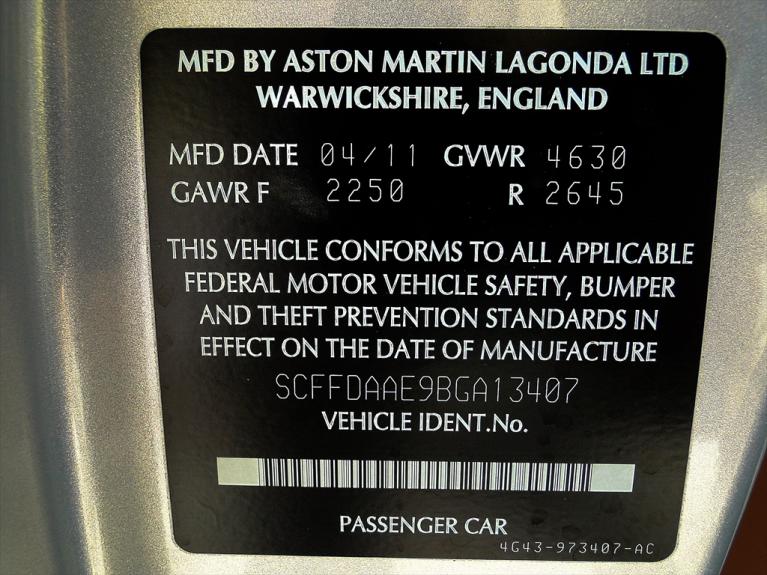 MFD BY ASTON MARTIN LAGONDA LTD
WARWICKSHIRE, ENGLAND
MFD DATE 04/11 GVWR 4630
GAWR F 2250 R 2645
THIS VEHICLE CONFORMS TO ALL APPLICABLE
FEDERAL MOTOR VEHICLE SAFETY, BUMPER
AND THEFT PREVENTION STANDARDS IN
EFFECT ON THE DATE OF MANUFACTURE
SCFFDAAE9BGA13407
VEHICLE IDENT.No.
PASSENGER CAR
4G43-973407-AC